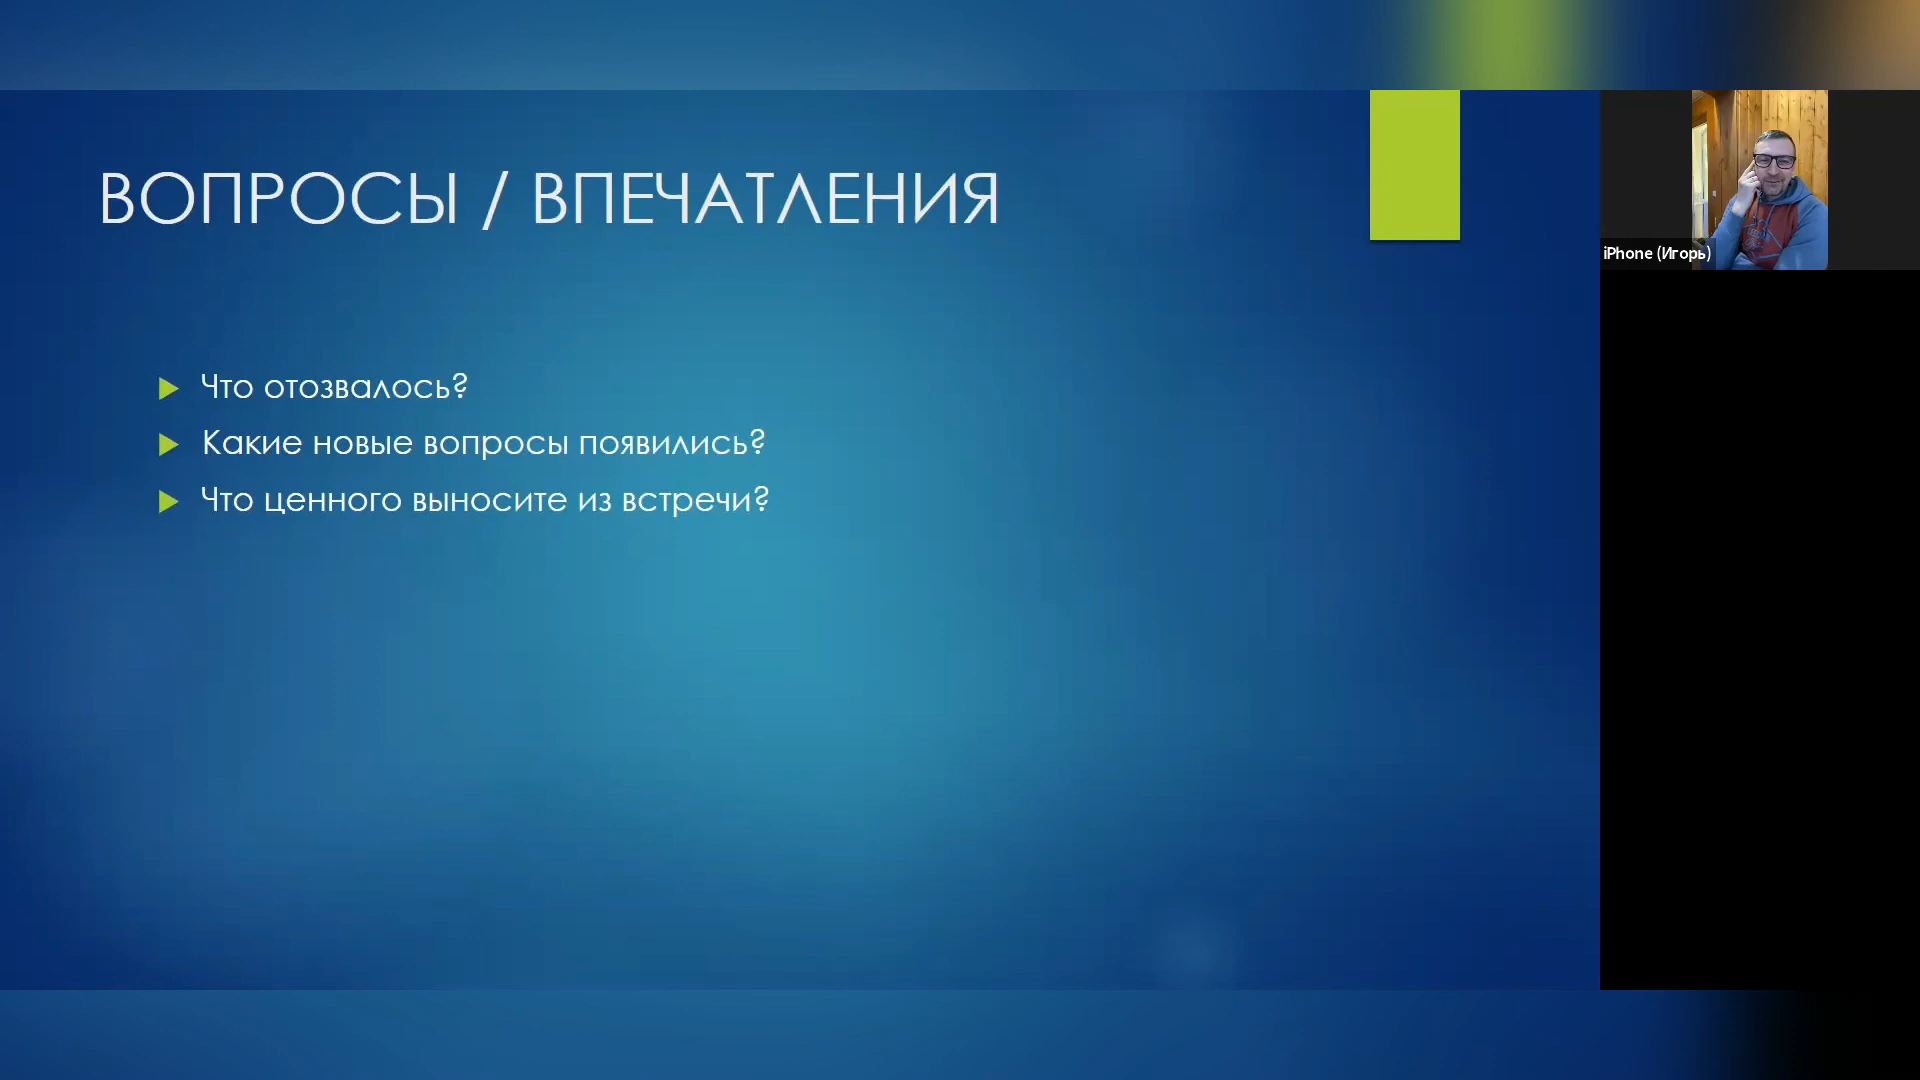 ВОПРОСЫ / ВПЕЧАТЛЕНИЯ
iPhone (Игорь)
Что отозвалось?
Какие новые вопросы появились?
Что ценного выносите из встречи?